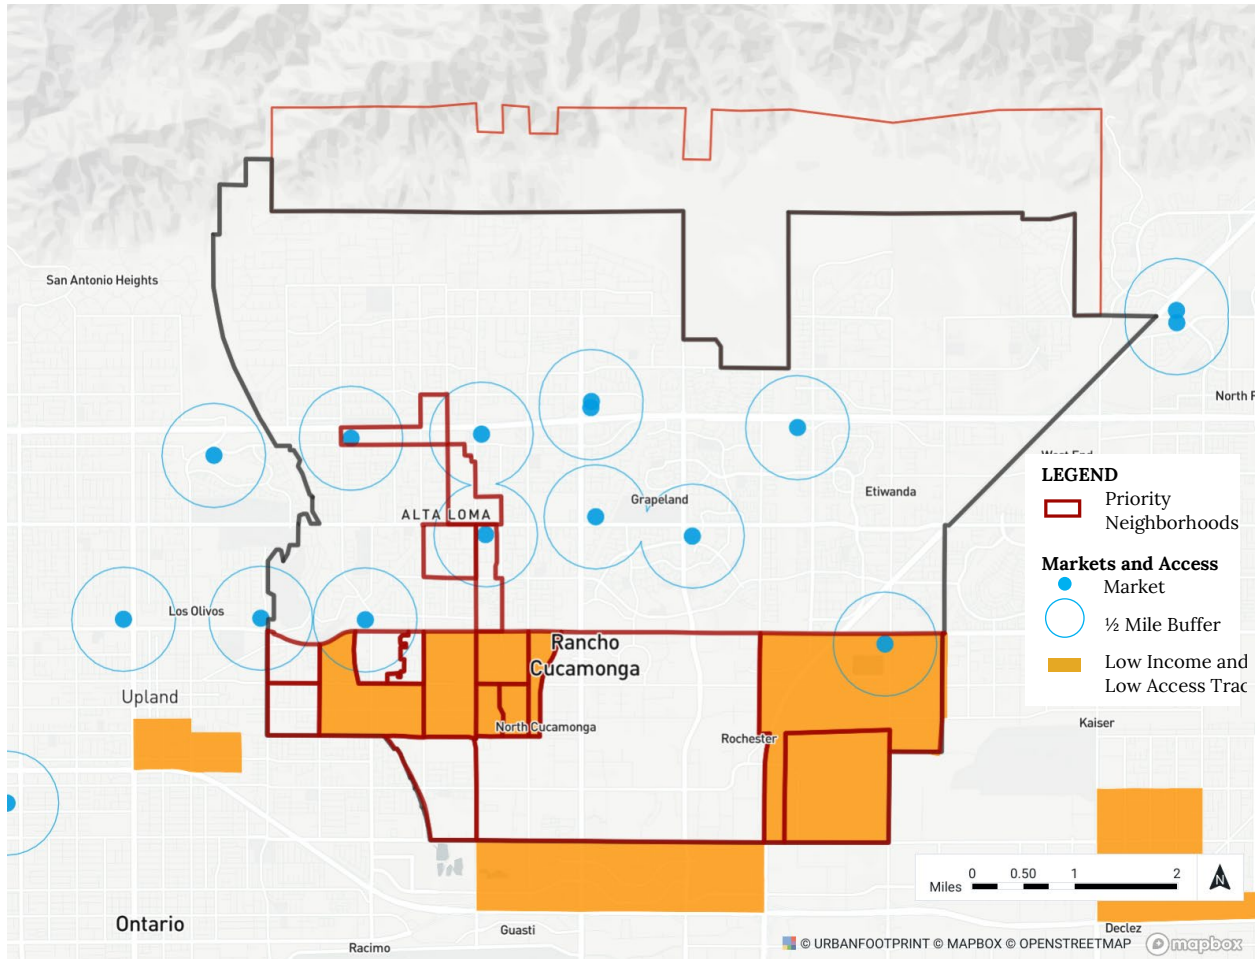 San Antonio Heights
North F
West End
LEGEND
Priority
Neighborhoods
Markets and Access
Market
½ Mile Buffer
Low Income and
Low Access Trac
Grapeland
Etiwanda
ALTA LOMA
Los Olivos
Rancho
Cucamonga
Upland
North Cucamonga
Rochester
Kaiser
0 0.50 1 2
Miles
N
Ontario
Guasti
Racimo
Declez
© URBANFOOTPRINT © MAPBOX © OPENSTREETMAP
mapbox